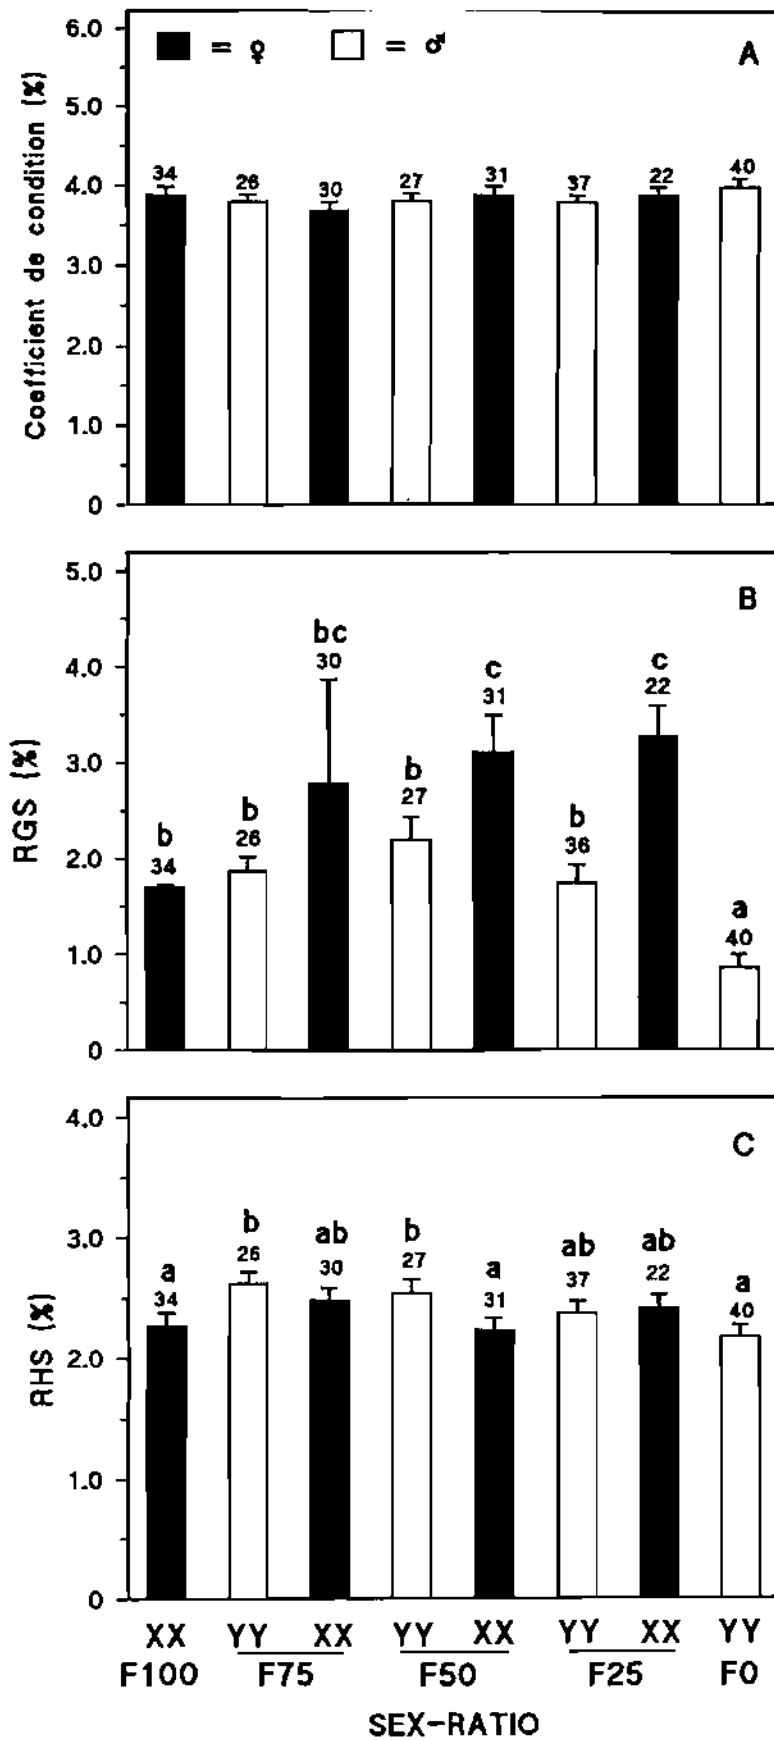 6.0
= ♀ = ♂ A
5.0
34 26 30 27 31 37 22 40
4.0
3.0
2.0
1.0
0
Coefficient de condition (%)
5.0
B
bc
4.0 30 c c
31 22
3.0 b
b 27 b
b 26 36
2.0 34
a
1.0 40
0
RGS (%)
4.0
C
3.0 b ab b ab ab
a 26 30 27 a 37 22 a
34 31 40
2.0
1.0
0
RHS (%)
XX YY XX YY XX YY XX YY
F100 F75 F50 F25 F0
SEX-RATIO